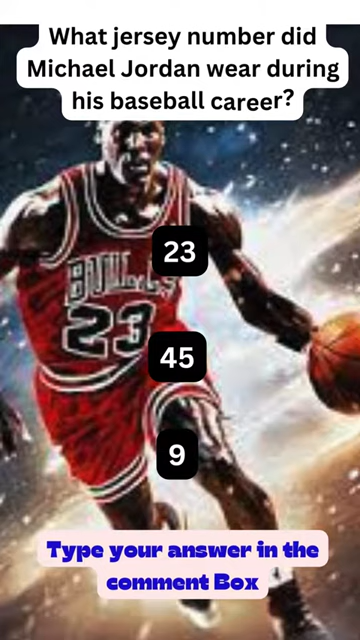 What jersey number did
Michael Jordan wear during
his baseball career?
23
BULLS
23
45
9
Type your answer in the
comment Box